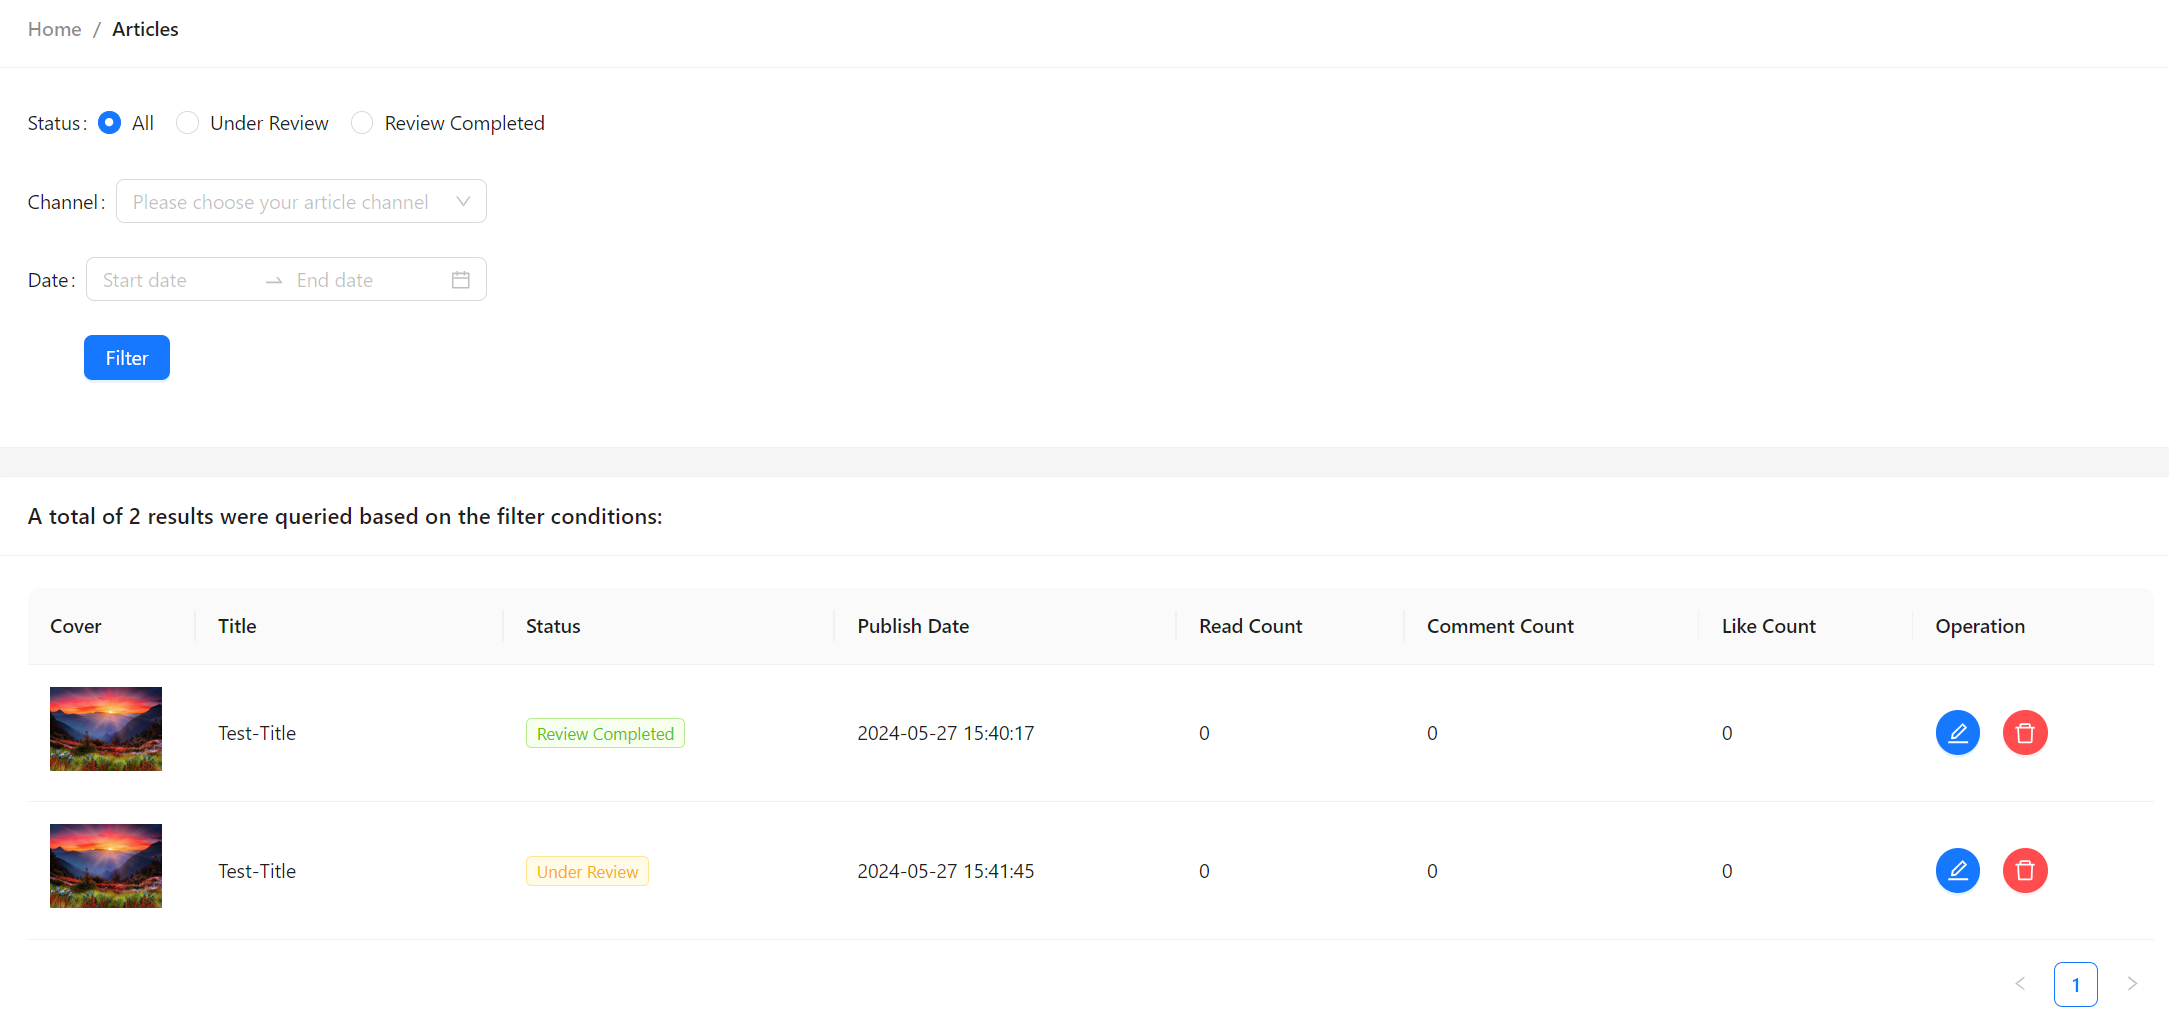 Home / Articles
Status: All Under Review Review Completed
Channel: Please choose your article channel
Date: Start date End date
Filter
A total of 2 results were queried based on the filter conditions:
Cover Title Status Publish Date Read Count Comment Count Like Count Operation
Test-Title Review Completed 2024-05-27 15:40:17 0 0 0
Test-Title Under Review 2024-05-27 15:41:45 0 0 0
1